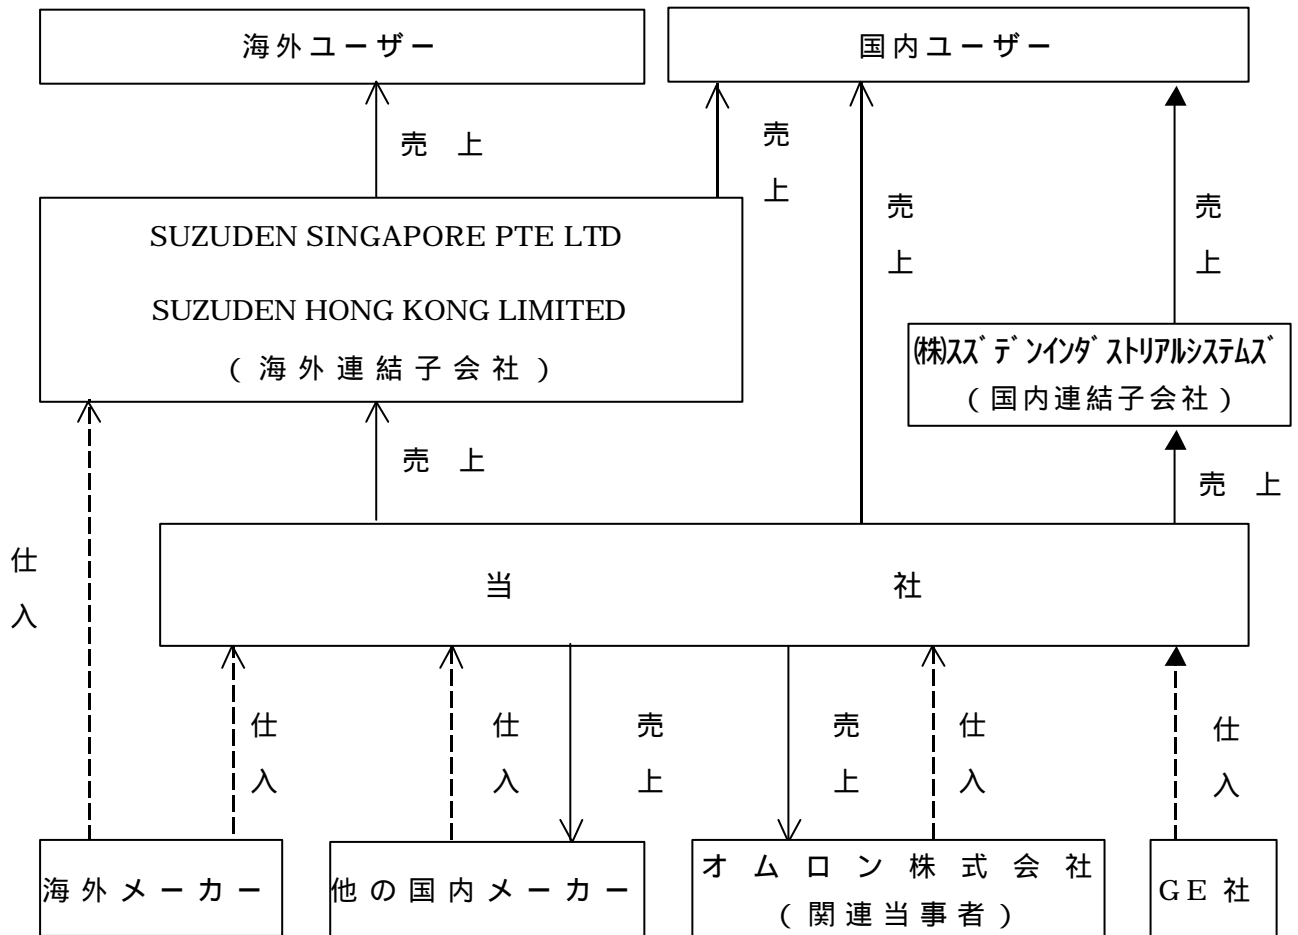 海外ユーザー
国内ユーザー
売上
売上
売上
売上
SUZUDEN SINGAPORE PTE LTD
SUZUDEN HONG KONG LIMITED
(海外連結子会社)
㈱スズデンインダストリアルシステムズ
(国内連結子会社)
売上
売上
仕入
当社
仕入
仕入
売上
売上
仕入
仕入
海外メーカー
他の国内メーカー
オムロン株式会社
(関連当事者)
GE社